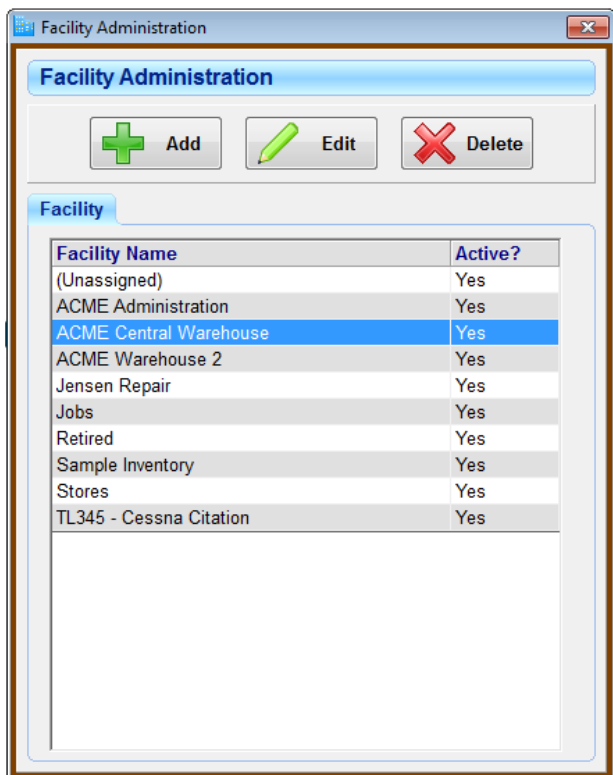 Facility Administration
Facility Administration
Add Edit Delete
Facility
Facility Name Active?
(Unassigned) Yes
ACME Administration Yes
ACME Central Warehouse Yes
ACME Warehouse 2 Yes
Jensen Repair Yes
Jobs Yes
Retired Yes
Sample Inventory Yes
Stores Yes
TL345 - Cessna Citation Yes